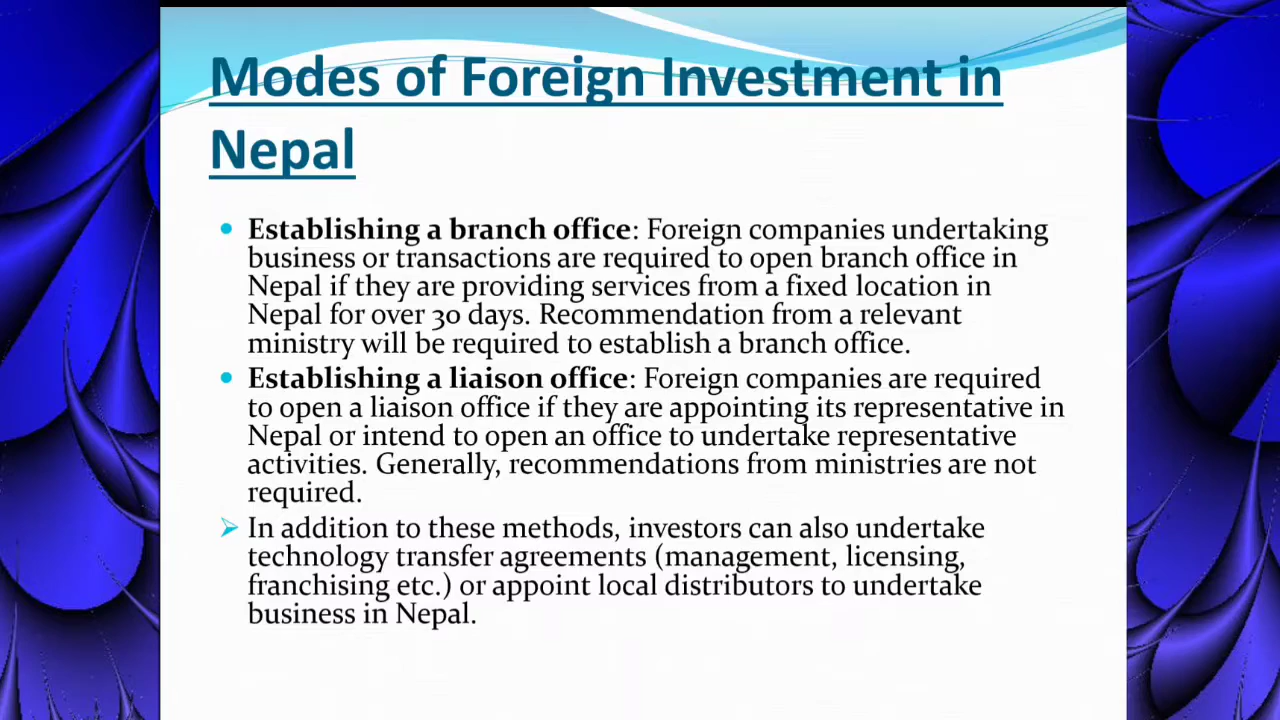 Modes of Foreign Investment in
Nepal
• Establishing a branch office: Foreign companies undertaking
business or transactions are required to open branch office in
Nepal if they are providing services from a fixed location in
Nepal for over 30 days. Recommendation from a relevant
ministry will be required to establish a branch office.
• Establishing a liaison office: Foreign companies are required
to open a liaison office if they are appointing its representative in
Nepal or intend to open an office to undertake representative
activities. Generally, recommendations from ministries are not
required.
➢ In addition to these methods, investors can also undertake
technology transfer agreements (management, licensing,
franchising etc.) or appoint local distributors to undertake
business in Nepal.